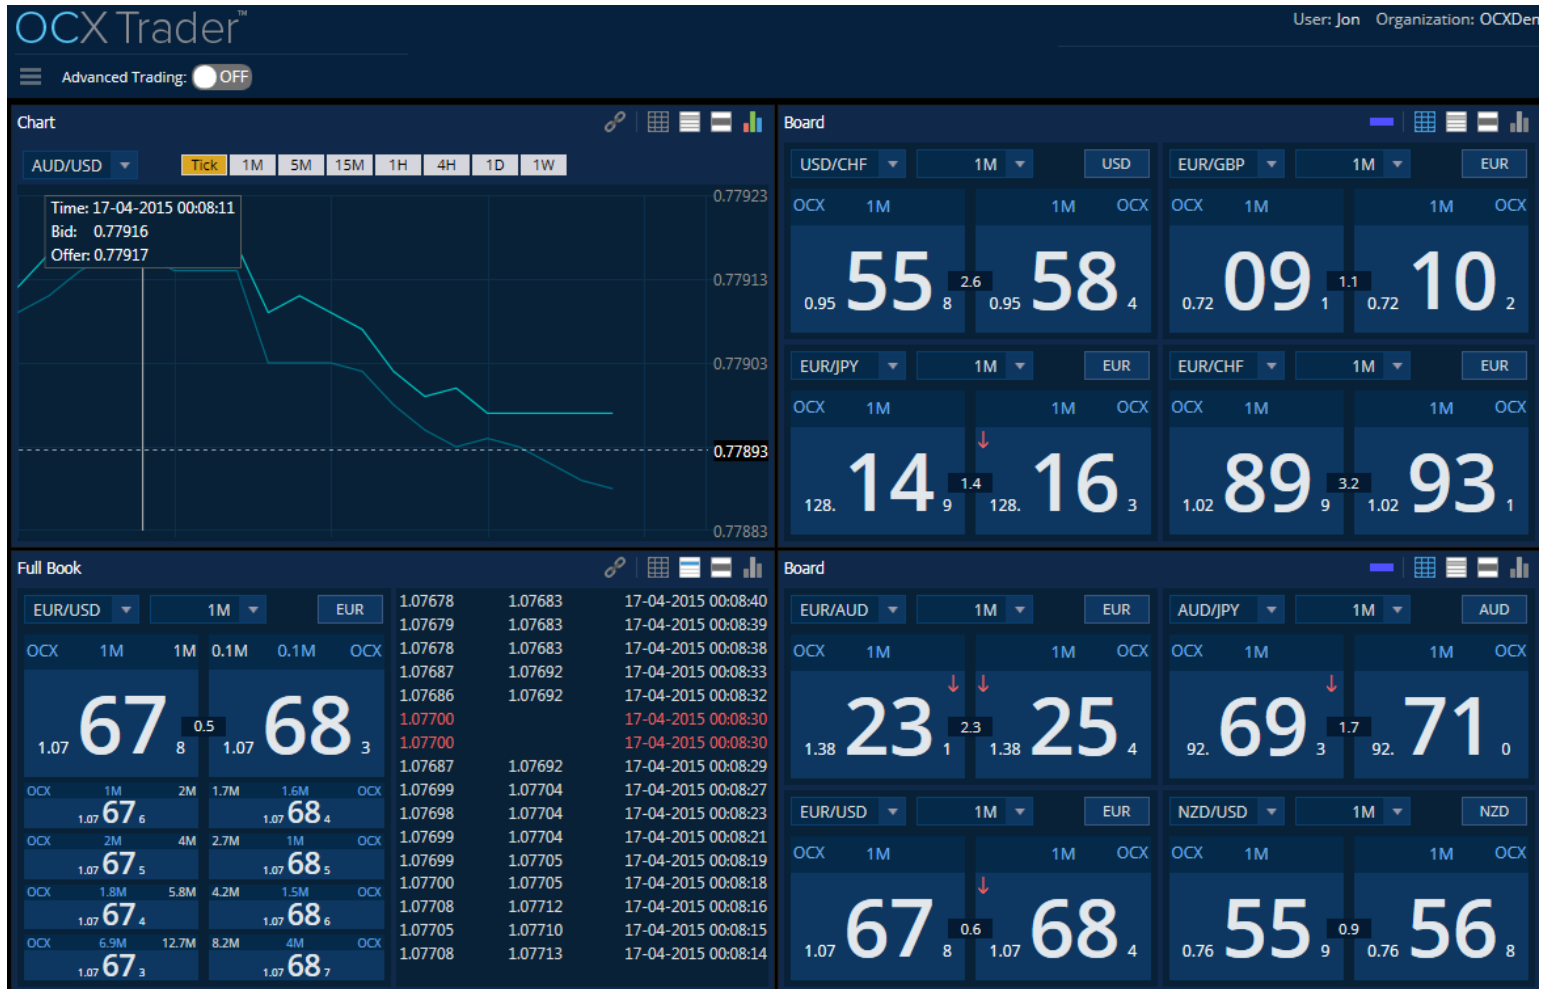 OCX Trader™
User: Jon Organization: OCXDen
Advanced Trading: OFF
Chart
AUD/USD Tick 1M 5M 15M 1H 4H 1D 1W
Time: 17-04-2015 00:08:11
Bid: 0.77916
Offer: 0.77917
0.77923
0.77913
0.77903
0.77893
0.77883
Board
USD/CHF 1M USD
OCX 1M 1M OCX
0.95 55 8 2.6 0.95 58 4
EUR/GBP 1M EUR
OCX 1M 1M OCX
0.72 09 1 1.1 0.72 10 2
EUR/JPY 1M EUR
OCX 1M 1M OCX
128. 14 9 1.4 128. 16 3
EUR/CHF 1M EUR
OCX 1M 1M OCX
1.02 89 9 3.2 1.02 93 1
Full Book
EUR/USD 1M EUR
OCX 1M 1M 0.1M 0.1M OCX
1.07 67 8 0.5 1.07 68 3
OCX 1M 2M 1.7M 1.6M OCX
1.07 67 6 1.07 68 4
OCX 2M 4M 2.7M 1M OCX
1.07 67 5 1.07 68 5
OCX 1.8M 5.8M 4.2M 1.5M OCX
1.07 67 4 1.07 68 6
OCX 6.9M 12.7M 8.2M 4M OCX
1.07 67 3 1.07 68 7
1.07678 1.07683 17-04-2015 00:08:40
1.07679 1.07683 17-04-2015 00:08:39
1.07678 1.07683 17-04-2015 00:08:38
1.07687 1.07692 17-04-2015 00:08:33
1.07686 1.07692 17-04-2015 00:08:32
1.07700 17-04-2015 00:08:30
1.07700 17-04-2015 00:08:30
1.07687 1.07692 17-04-2015 00:08:29
1.07699 1.07704 17-04-2015 00:08:27
1.07698 1.07704 17-04-2015 00:08:23
1.07699 1.07704 17-04-2015 00:08:21
1.07699 1.07705 17-04-2015 00:08:19
1.07700 1.07705 17-04-2015 00:08:18
1.07708 1.07712 17-04-2015 00:08:16
1.07705 1.07710 17-04-2015 00:08:15
1.07708 1.07713 17-04-2015 00:08:14
Board
EUR/AUD 1M EUR
OCX 1M 1M OCX
1.38 23 1 2.3 1.38 25 4
AUD/JPY 1M AUD
OCX 1M 1M OCX
92. 69 3 1.7 92. 71 0
EUR/USD 1M EUR
OCX 1M 1M OCX
1.07 67 8 0.6 1.07 68 4
NZD/USD 1M NZD
OCX 1M 1M OCX
0.76 55 9 0.9 0.76 56 8